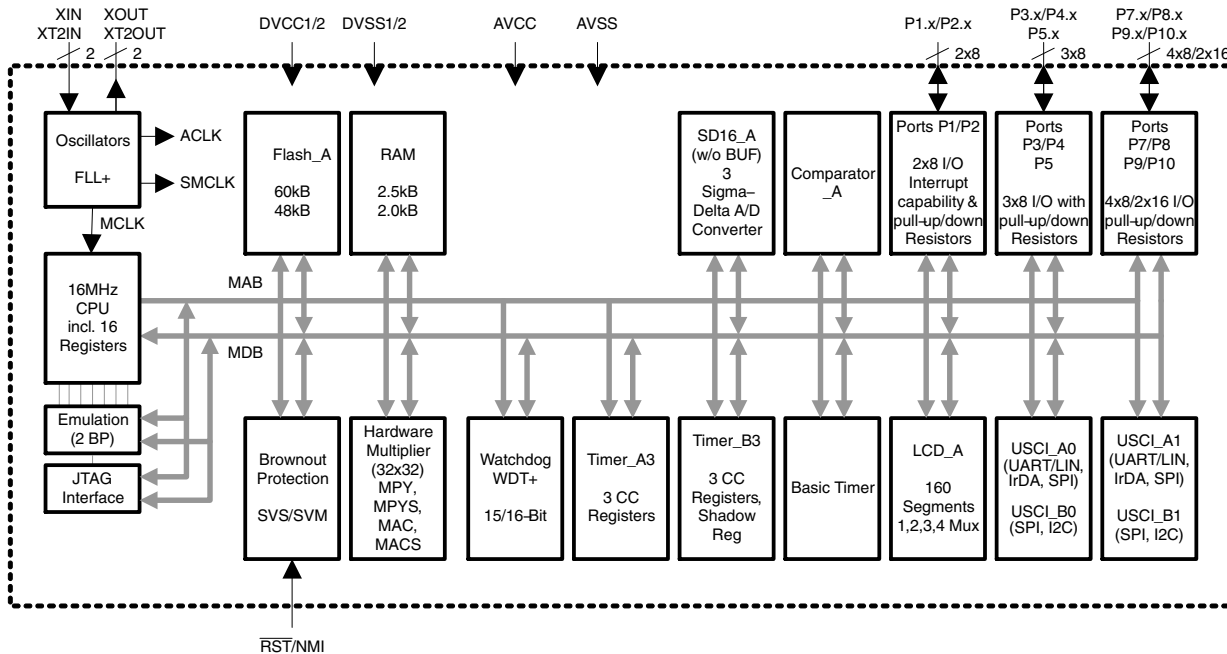 XIN
XT2IN
2
XOUT
XT2OUT
2
DVCC1/2
DVSS1/2
AVCC
AVSS
P1.x/P2.x
2x8
P3.x/P4.x
P5.x
3x8
P7.x/P8.x
P9.x/P10.x
4x8/2x16
Oscillators
FLL+
ACLK
SMCLK
MCLK
Flash_A
60kB
48kB
RAM
2.5kB
2.0kB
SD16_A
(w/o BUF)
3
Sigma–
Delta A/D
Converter
Comparator
_A
Ports P1/P2
2x8 I/O
Interrupt
capability &
pull–up/down
Resistors
Ports
P3/P4
P5
3x8 I/O with
pull–up/down
Resistors
Ports
P7/P8
P9/P10
4x8/2x16 I/O
pull–up/down
Resistors
16MHz
CPU
incl. 16
Registers
MAB
MDB
Emulation
(2 BP)
JTAG
Interface
Brownout
Protection
SVS/SVM
Hardware
Multiplier
(32x32)
MPY,
MPYS,
MAC,
MACS
Watchdog
WDT+
15/16–Bit
Timer_A3
3 CC
Registers
Timer_B3
3 CC
Registers,
Shadow
Reg
Basic Timer
LCD_A
160
Segments
1,2,3,4 Mux
USCI_A0
(UART/LIN,
IrDA, SPI)
USCI_B0
(SPI, I2C)
USCI_A1
(UART/LIN,
IrDA, SPI)
USCI_B1
(SPI, I2C)
RST/NMI